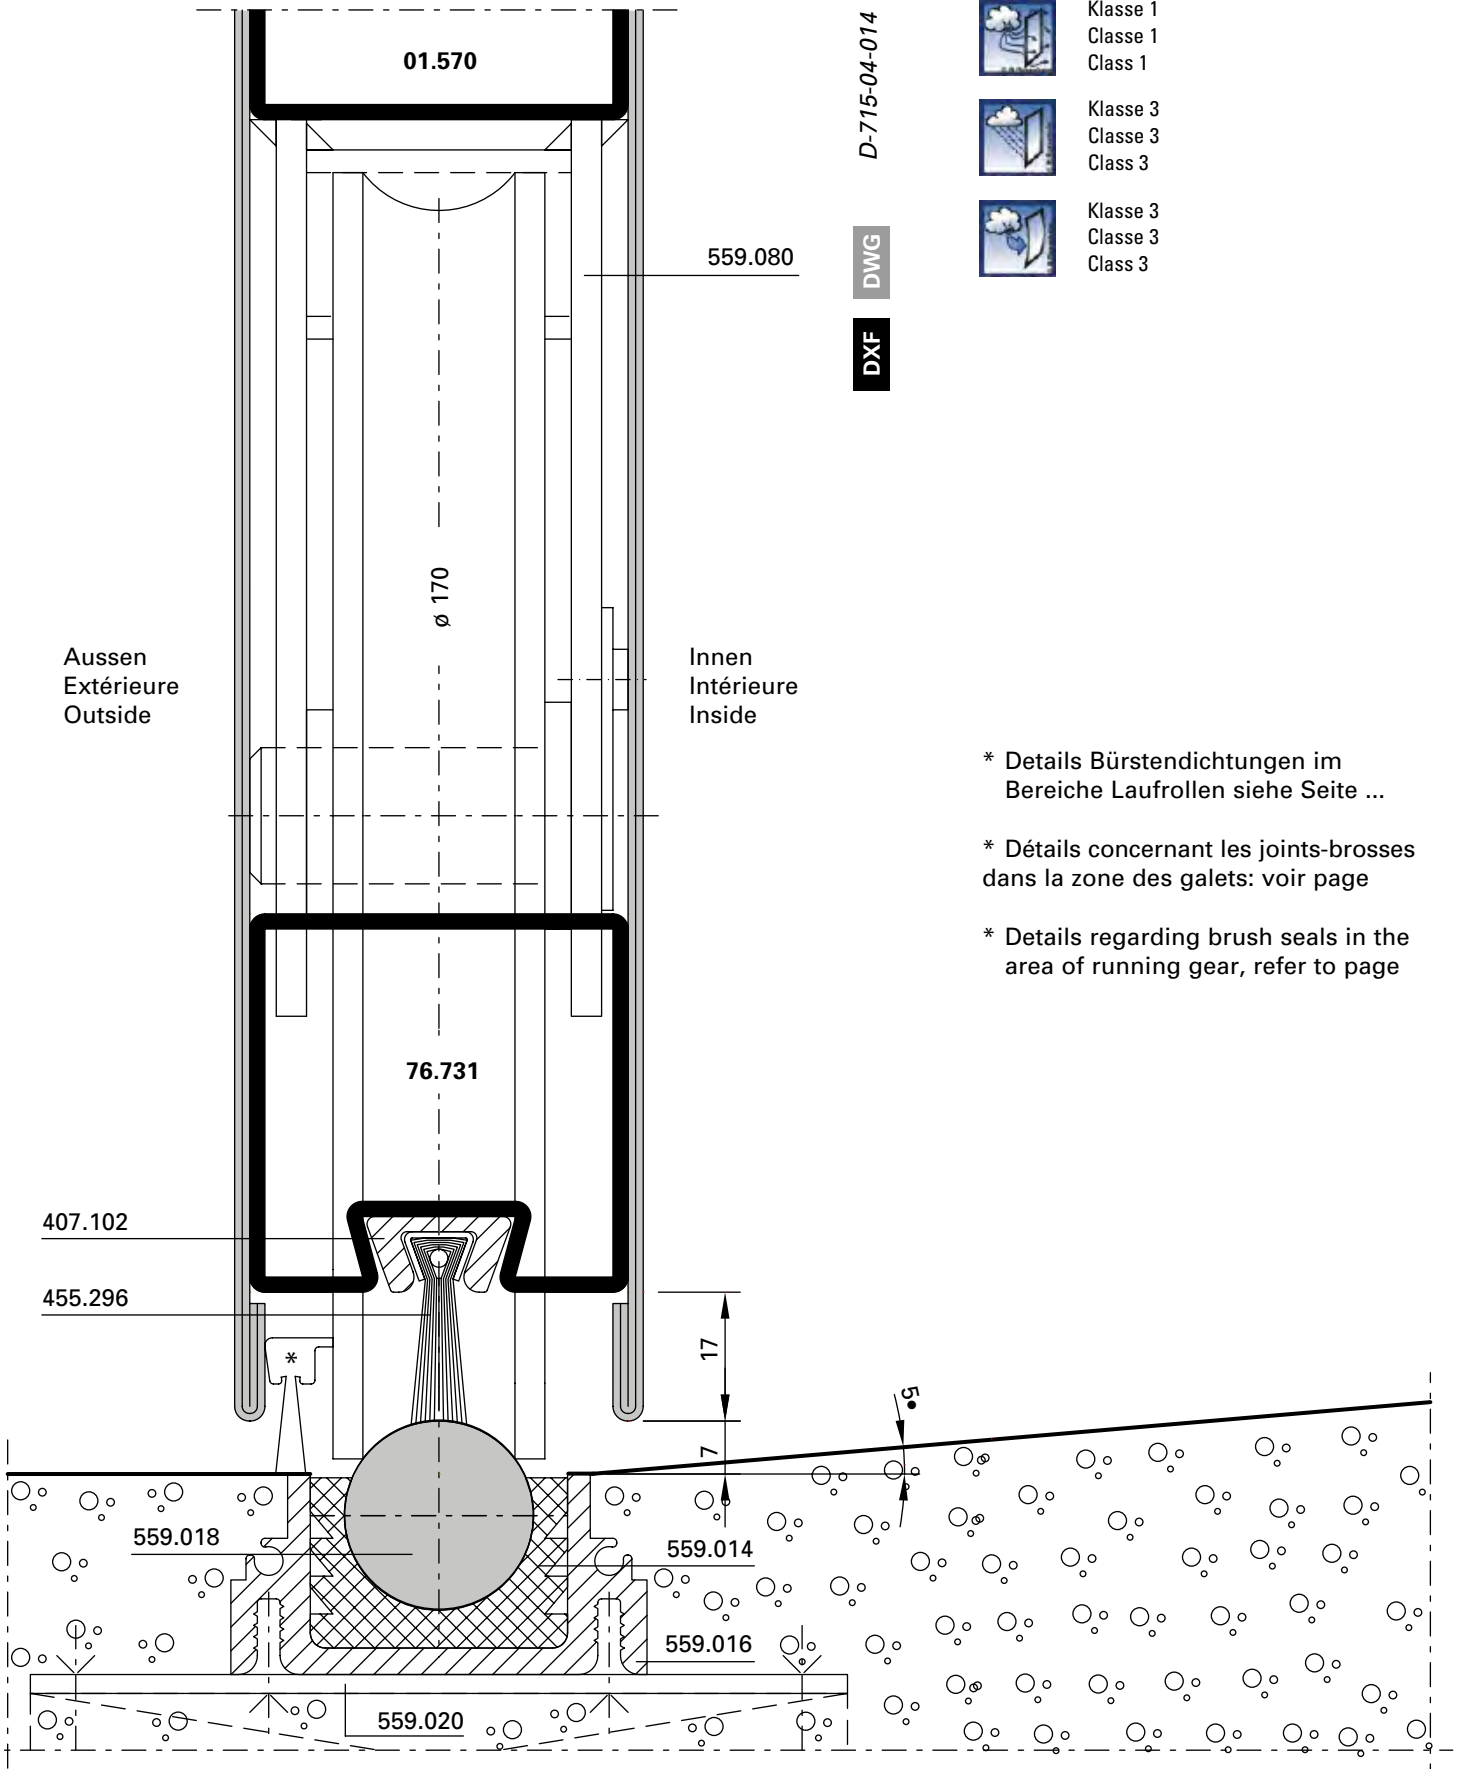 01.570
D-715-04-014
Klasse 1
Classe 1
Class 1
Klasse 3
Classe 3
Class 3
Klasse 3
Classe 3
Class 3
559.080
DWG
DXF
ø 170
Aussen
Extérieure
Outside
Innen
Intérieure
Inside
* Details Bürstendichtungen im
Bereiche Laufrollen siehe Seite ...
* Détails concernant les joints-brosses
dans la zone des galets: voir page
* Details regarding brush seals in the
area of running gear, refer to page
76.731
407.102
455.296
*
17
7
5•
559.018
559.014
559.016
559.020